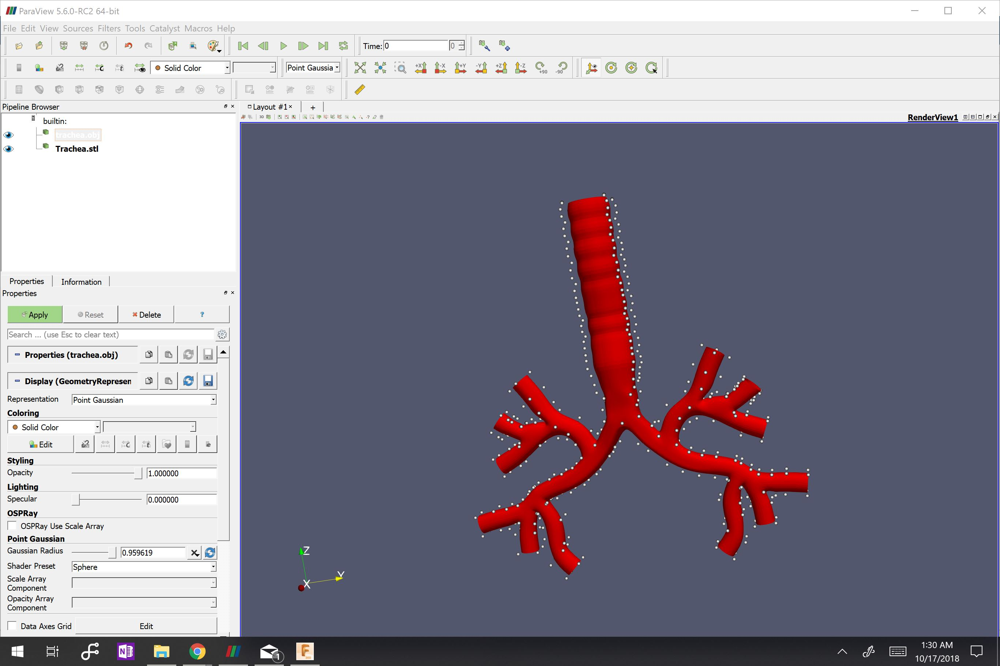 ParaView 5.6.0-RC2 64-bit
File Edit View Sources Filters Tools Catalyst Macros Help
Time: 0 0
Solid Color Point Gaussia +X -X +Y -Y +Z -Z +90 -90
Pipeline Browser
Layout #1 +
3D RenderView1
builtin:
trachea.obj
Trachea.stl
Properties Information
Properties
Apply Reset Delete ?
Search ... (use Esc to clear text)
Properties (trachea.obj)
Display (GeometryRepresen
Representation Point Gaussian
Coloring
Solid Color
Edit
Styling
Opacity 1.000000
Lighting
Specular 0.000000
OSPRay
OSPRay Use Scale Array
Point Gaussian
Gaussian Radius 0.959619
Shader Preset Sphere
Scale Array
Component
Opacity Array
Component
Data Axes Grid Edit
Z
Y
X
N 1 F 360
1:30 AM
10/17/2018